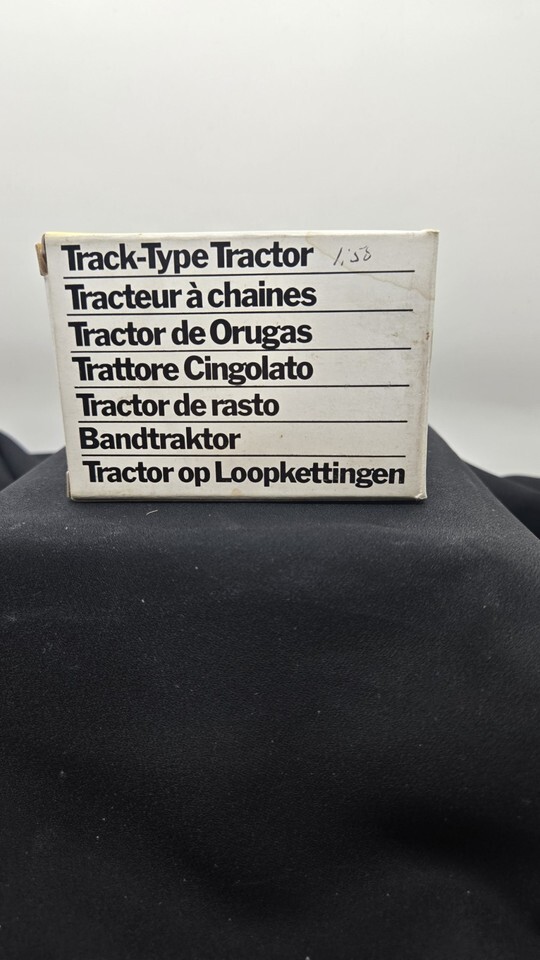 Track-Type Tractor 1:50
Tracteur à chaines
Tractor de Orugas
Trattore Cingolato
Tractor de rasto
Bandtraktor
Tractor op Loopkettingen